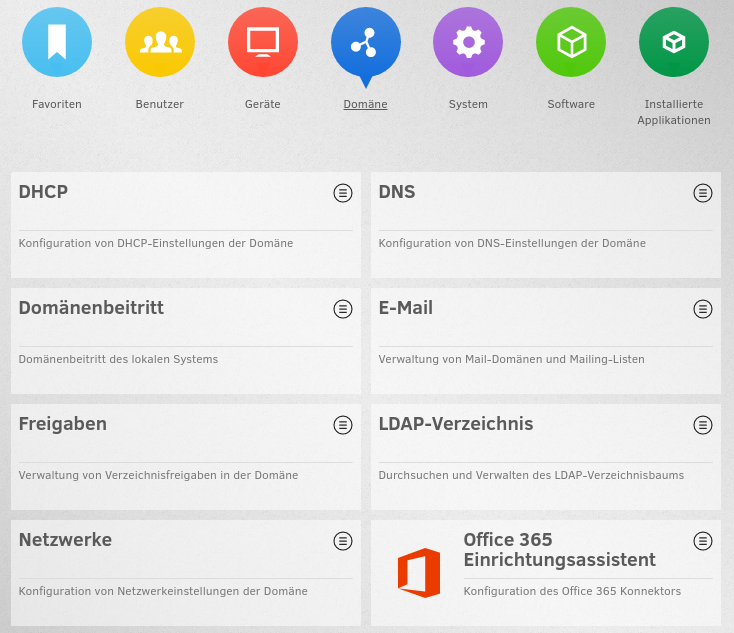 Favoriten
Benutzer
Geräte
Domäne
System
Software
Installierte
Applikationen
DHCP
Konfiguration von DHCP-Einstellungen der Domäne
DNS
Konfiguration von DNS-Einstellungen der Domäne
Domänenbeitritt
Domänenbeitritt des lokalen Systems
E-Mail
Verwaltung von Mail-Domänen und Mailing-Listen
Freigaben
Verwaltung von Verzeichnisfreigaben in der Domäne
LDAP-Verzeichnis
Durchsuchen und Verwalten des LDAP-Verzeichnisbaums
Netzwerke
Konfiguration von Netzwerkeinstellungen der Domäne
Office 365
Einrichtungsassistent
Konfiguration des Office 365 Konnektors